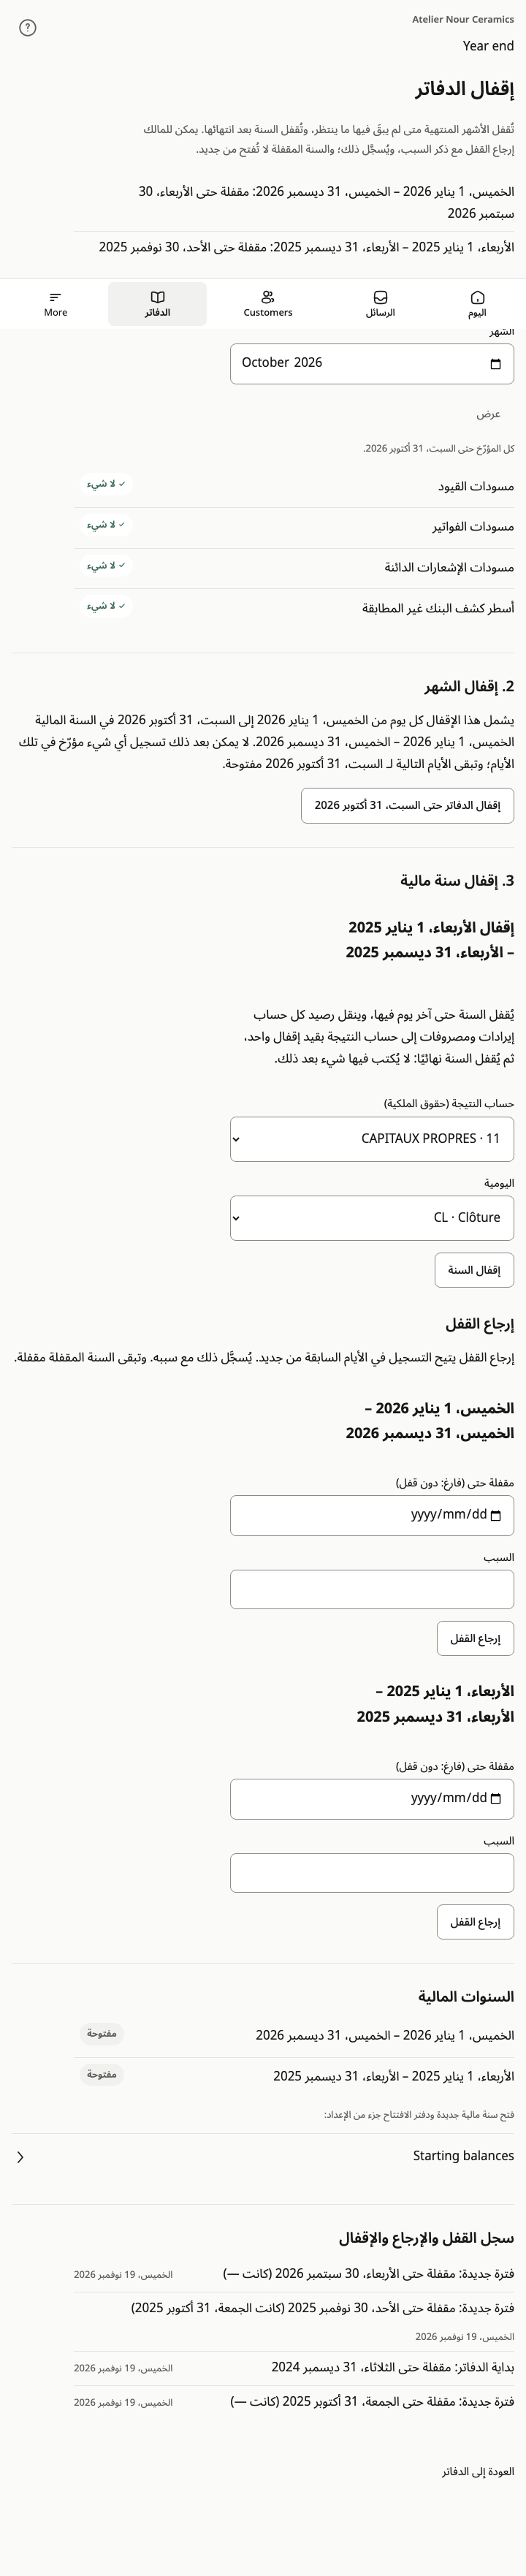 Atelier Nour Ceramics
Year end
إقفال الدفاتر
تُقفل الأشهر المنتهية متى لم يبقَ فيها ما ينتظر، وتُقفل السنة بعد انتهائها. يمكن للمالك
إرجاع القفل مع ذكر السبب، ويُسجَّل ذلك؛ والسنة المقفلة لا تُفتح من جديد.
الخميس، 1 يناير 2026 – الخميس، 31 ديسمبر 2026: مقفلة حتى الأربعاء، 30
سبتمبر 2026
الأربعاء، 1 يناير 2025 – الأربعاء، 31 ديسمبر 2025: مقفلة حتى الأحد، 30 نوفمبر 2025
اليوم
الرسائل
Customers
الدفاتر
More
الشهر
October 2026
عرض
كل المؤرّخ حتى السبت، 31 أكتوبر 2026.
مسودات القيود
لا شيء
مسودات الفواتير
لا شيء
مسودات الإشعارات الدائنة
لا شيء
أسطر كشف البنك غير المطابقة
لا شيء
2. إقفال الشهر
يشمل هذا الإقفال كل يوم من الخميس، 1 يناير 2026 إلى السبت، 31 أكتوبر 2026 في السنة المالية
الخميس، 1 يناير 2026 – الخميس، 31 ديسمبر 2026. لا يمكن بعد ذلك تسجيل أي شيء مؤرّخ في تلك
الأيام؛ وتبقى الأيام التالية لـ السبت، 31 أكتوبر 2026 مفتوحة.
إقفال الدفاتر حتى السبت، 31 أكتوبر 2026
3. إقفال سنة مالية
إقفال الأربعاء، 1 يناير 2025
– الأربعاء، 31 ديسمبر 2025
يُقفل السنة حتى آخر يوم فيها، وينقل رصيد كل حساب
إيرادات ومصروفات إلى حساب النتيجة بقيد إقفال واحد،
ثم يُقفل السنة نهائيًا: لا يُكتب فيها شيء بعد ذلك.
حساب النتيجة (حقوق الملكية)
11 · CAPITAUX PROPRES
اليومية
CL · Clôture
إقفال السنة
إرجاع القفل
إرجاع القفل يتيح التسجيل في الأيام السابقة من جديد. يُسجَّل ذلك مع سببه. وتبقى السنة المقفلة مقفلة.
الخميس، 1 يناير 2026 –
الخميس، 31 ديسمبر 2026
مقفلة حتى (فارغ: دون قفل)
yyyy/mm/dd
السبب
إرجاع القفل
الأربعاء، 1 يناير 2025 –
الأربعاء، 31 ديسمبر 2025
مقفلة حتى (فارغ: دون قفل)
yyyy/mm/dd
السبب
إرجاع القفل
السنوات المالية
الخميس، 1 يناير 2026 – الخميس، 31 ديسمبر 2026
مفتوحة
الأربعاء، 1 يناير 2025 – الأربعاء، 31 ديسمبر 2025
مفتوحة
فتح سنة مالية جديدة ودفتر الافتتاح جزء من الإعداد:
Starting balances
سجل القفل والإرجاع والإقفال
فترة جديدة: مقفلة حتى الأربعاء، 30 سبتمبر 2026 (كانت —)
الخميس، 19 نوفمبر 2026
فترة جديدة: مقفلة حتى الأحد، 30 نوفمبر 2025 (كانت الجمعة، 31 أكتوبر 2025)
الخميس، 19 نوفمبر 2026
بداية الدفاتر: مقفلة حتى الثلاثاء، 31 ديسمبر 2024
الخميس، 19 نوفمبر 2026
فترة جديدة: مقفلة حتى الجمعة، 31 أكتوبر 2025 (كانت —)
الخميس، 19 نوفمبر 2026
العودة إلى الدفاتر